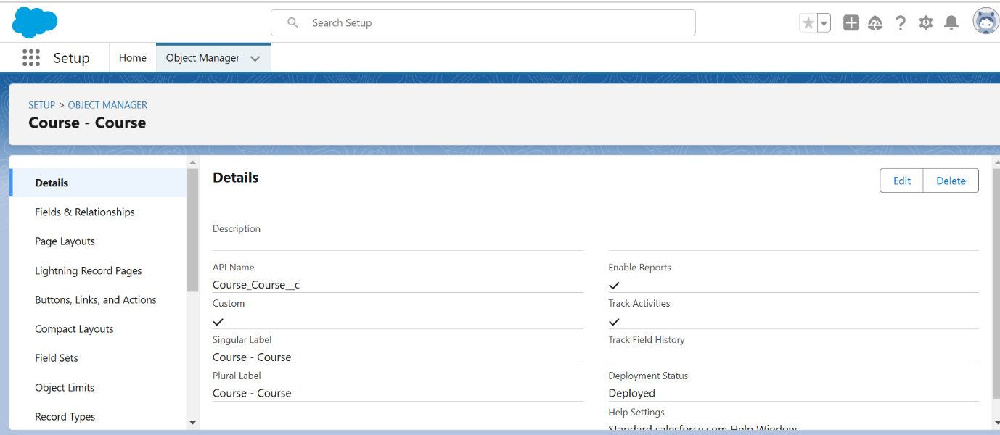 Search Setup
Setup
Home
Object Manager
SETUP > OBJECT MANAGER
Course - Course
Details
Fields & Relationships
Page Layouts
Lightning Record Pages
Buttons, Links, and Actions
Compact Layouts
Field Sets
Object Limits
Record Types
Details
Edit
Delete
Description
API Name
Course_Course__c
Custom
Singular Label
Course - Course
Plural Label
Course - Course
Enable Reports
Track Activities
Track Field History
Deployment Status
Deployed
Help Settings
Standard salesforce.com Help Window